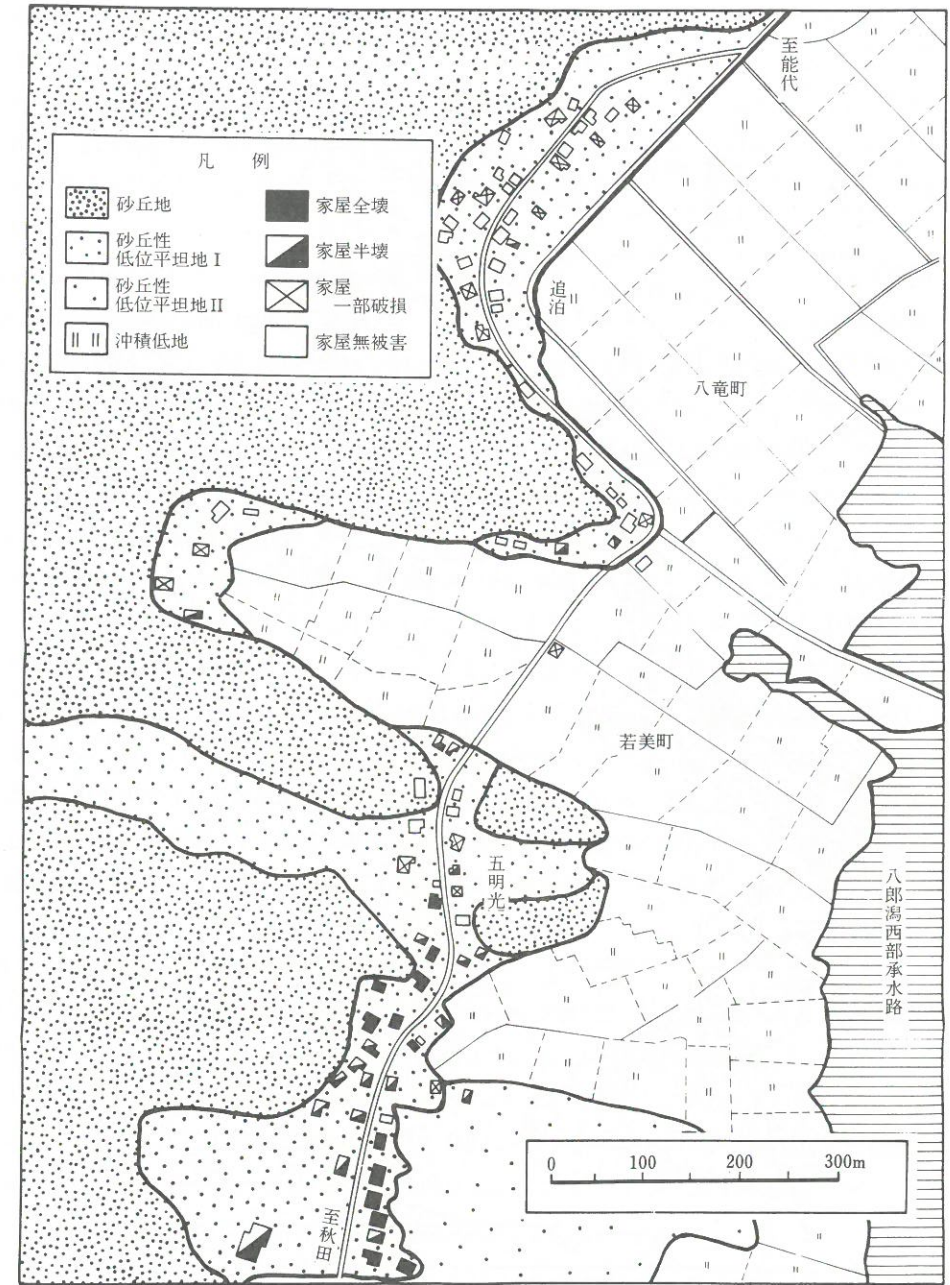 凡 例
砂丘地
砂丘性
低位平坦地 I
砂丘性
低位平坦地 II
沖積低地
家屋全壊
家屋半壊
家屋
一部破損
家屋無被害
至能代
追泊
八竜町
若美町
五明光
八郎潟西部承水路
至秋田
0 100 200 300m